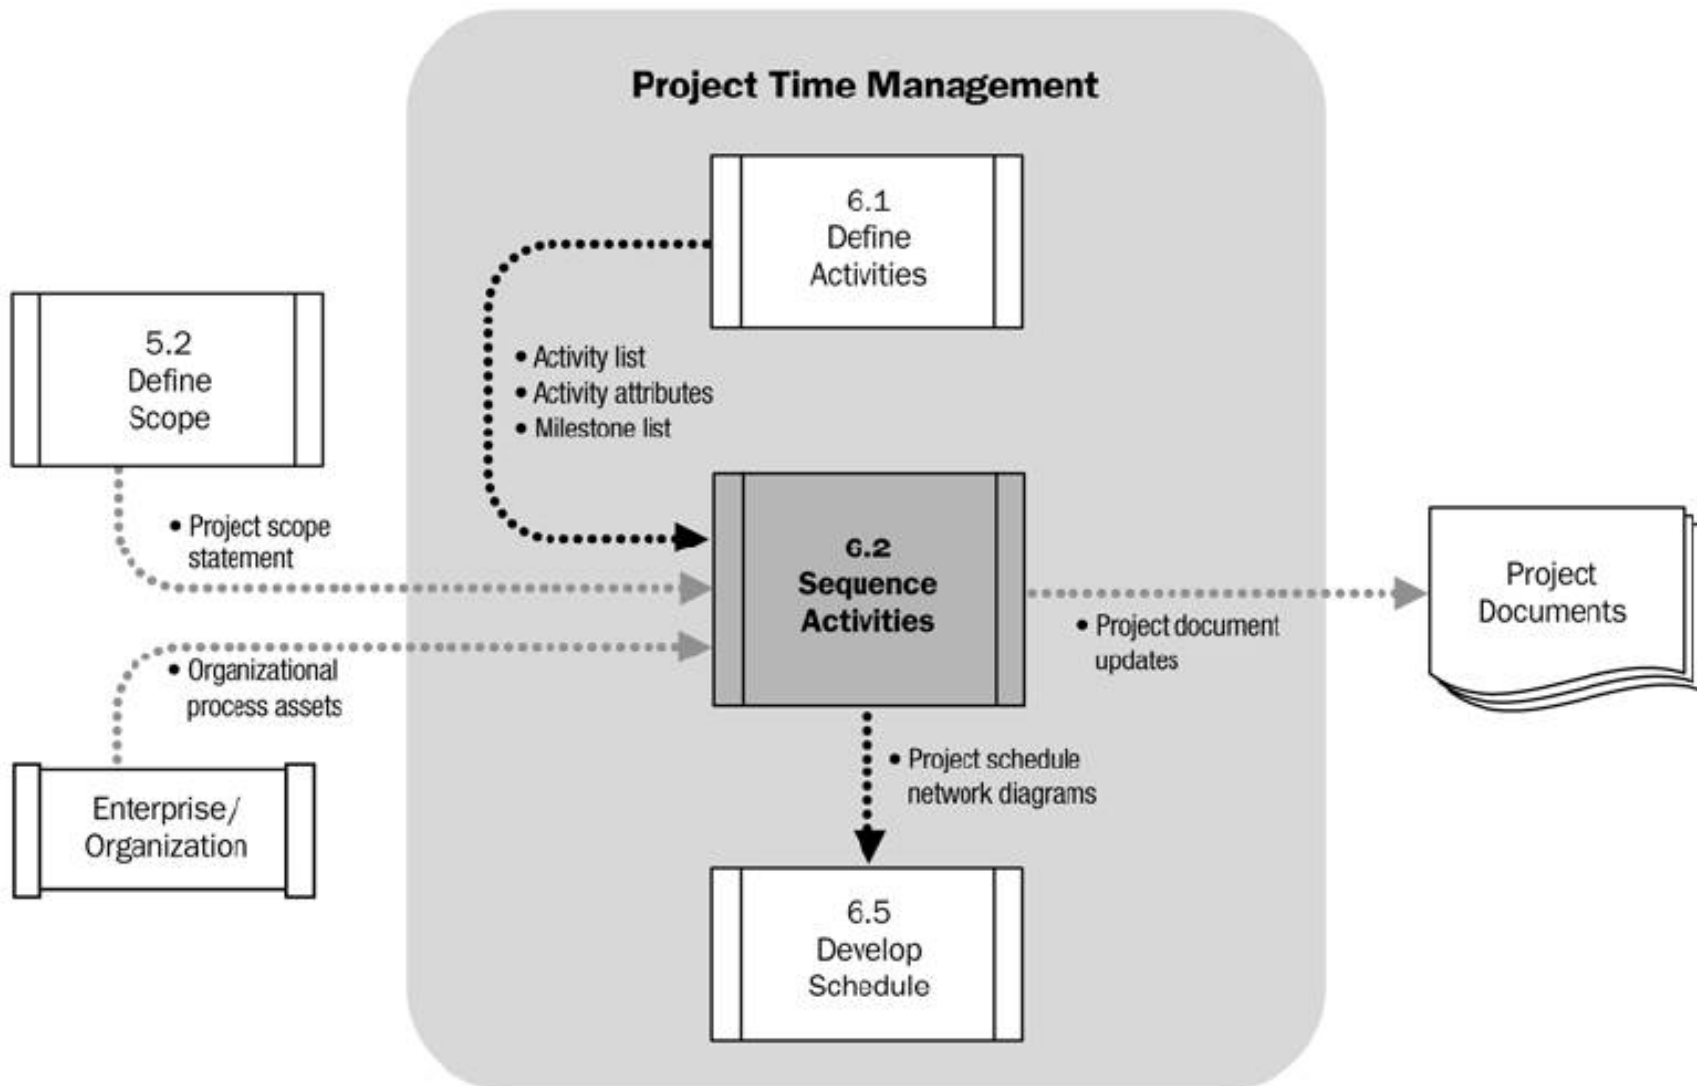 Project Time Management
6.1
Define
Activities
5.2
Define
Scope
• Activity list
• Activity attributes
• Milestone list
• Project scope
statement
6.2
Sequence
Activities
Project
Documents
• Project document
updates
• Organizational
process assets
• Project schedule
network diagrams
Enterprise/
Organization
6.5
Develop
Schedule